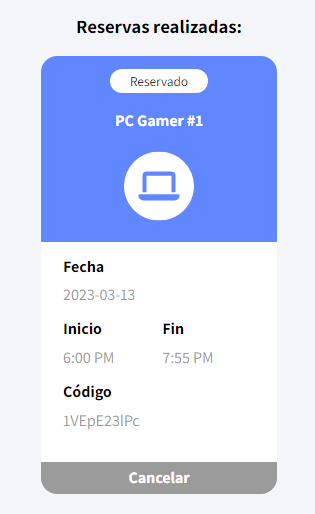 Reservas realizadas:
Reservado
PC Gamer #1
Fecha
2023-03-13
Inicio Fin
6:00 PM 7:55 PM
Código
1VEpE23lPc
Cancelar